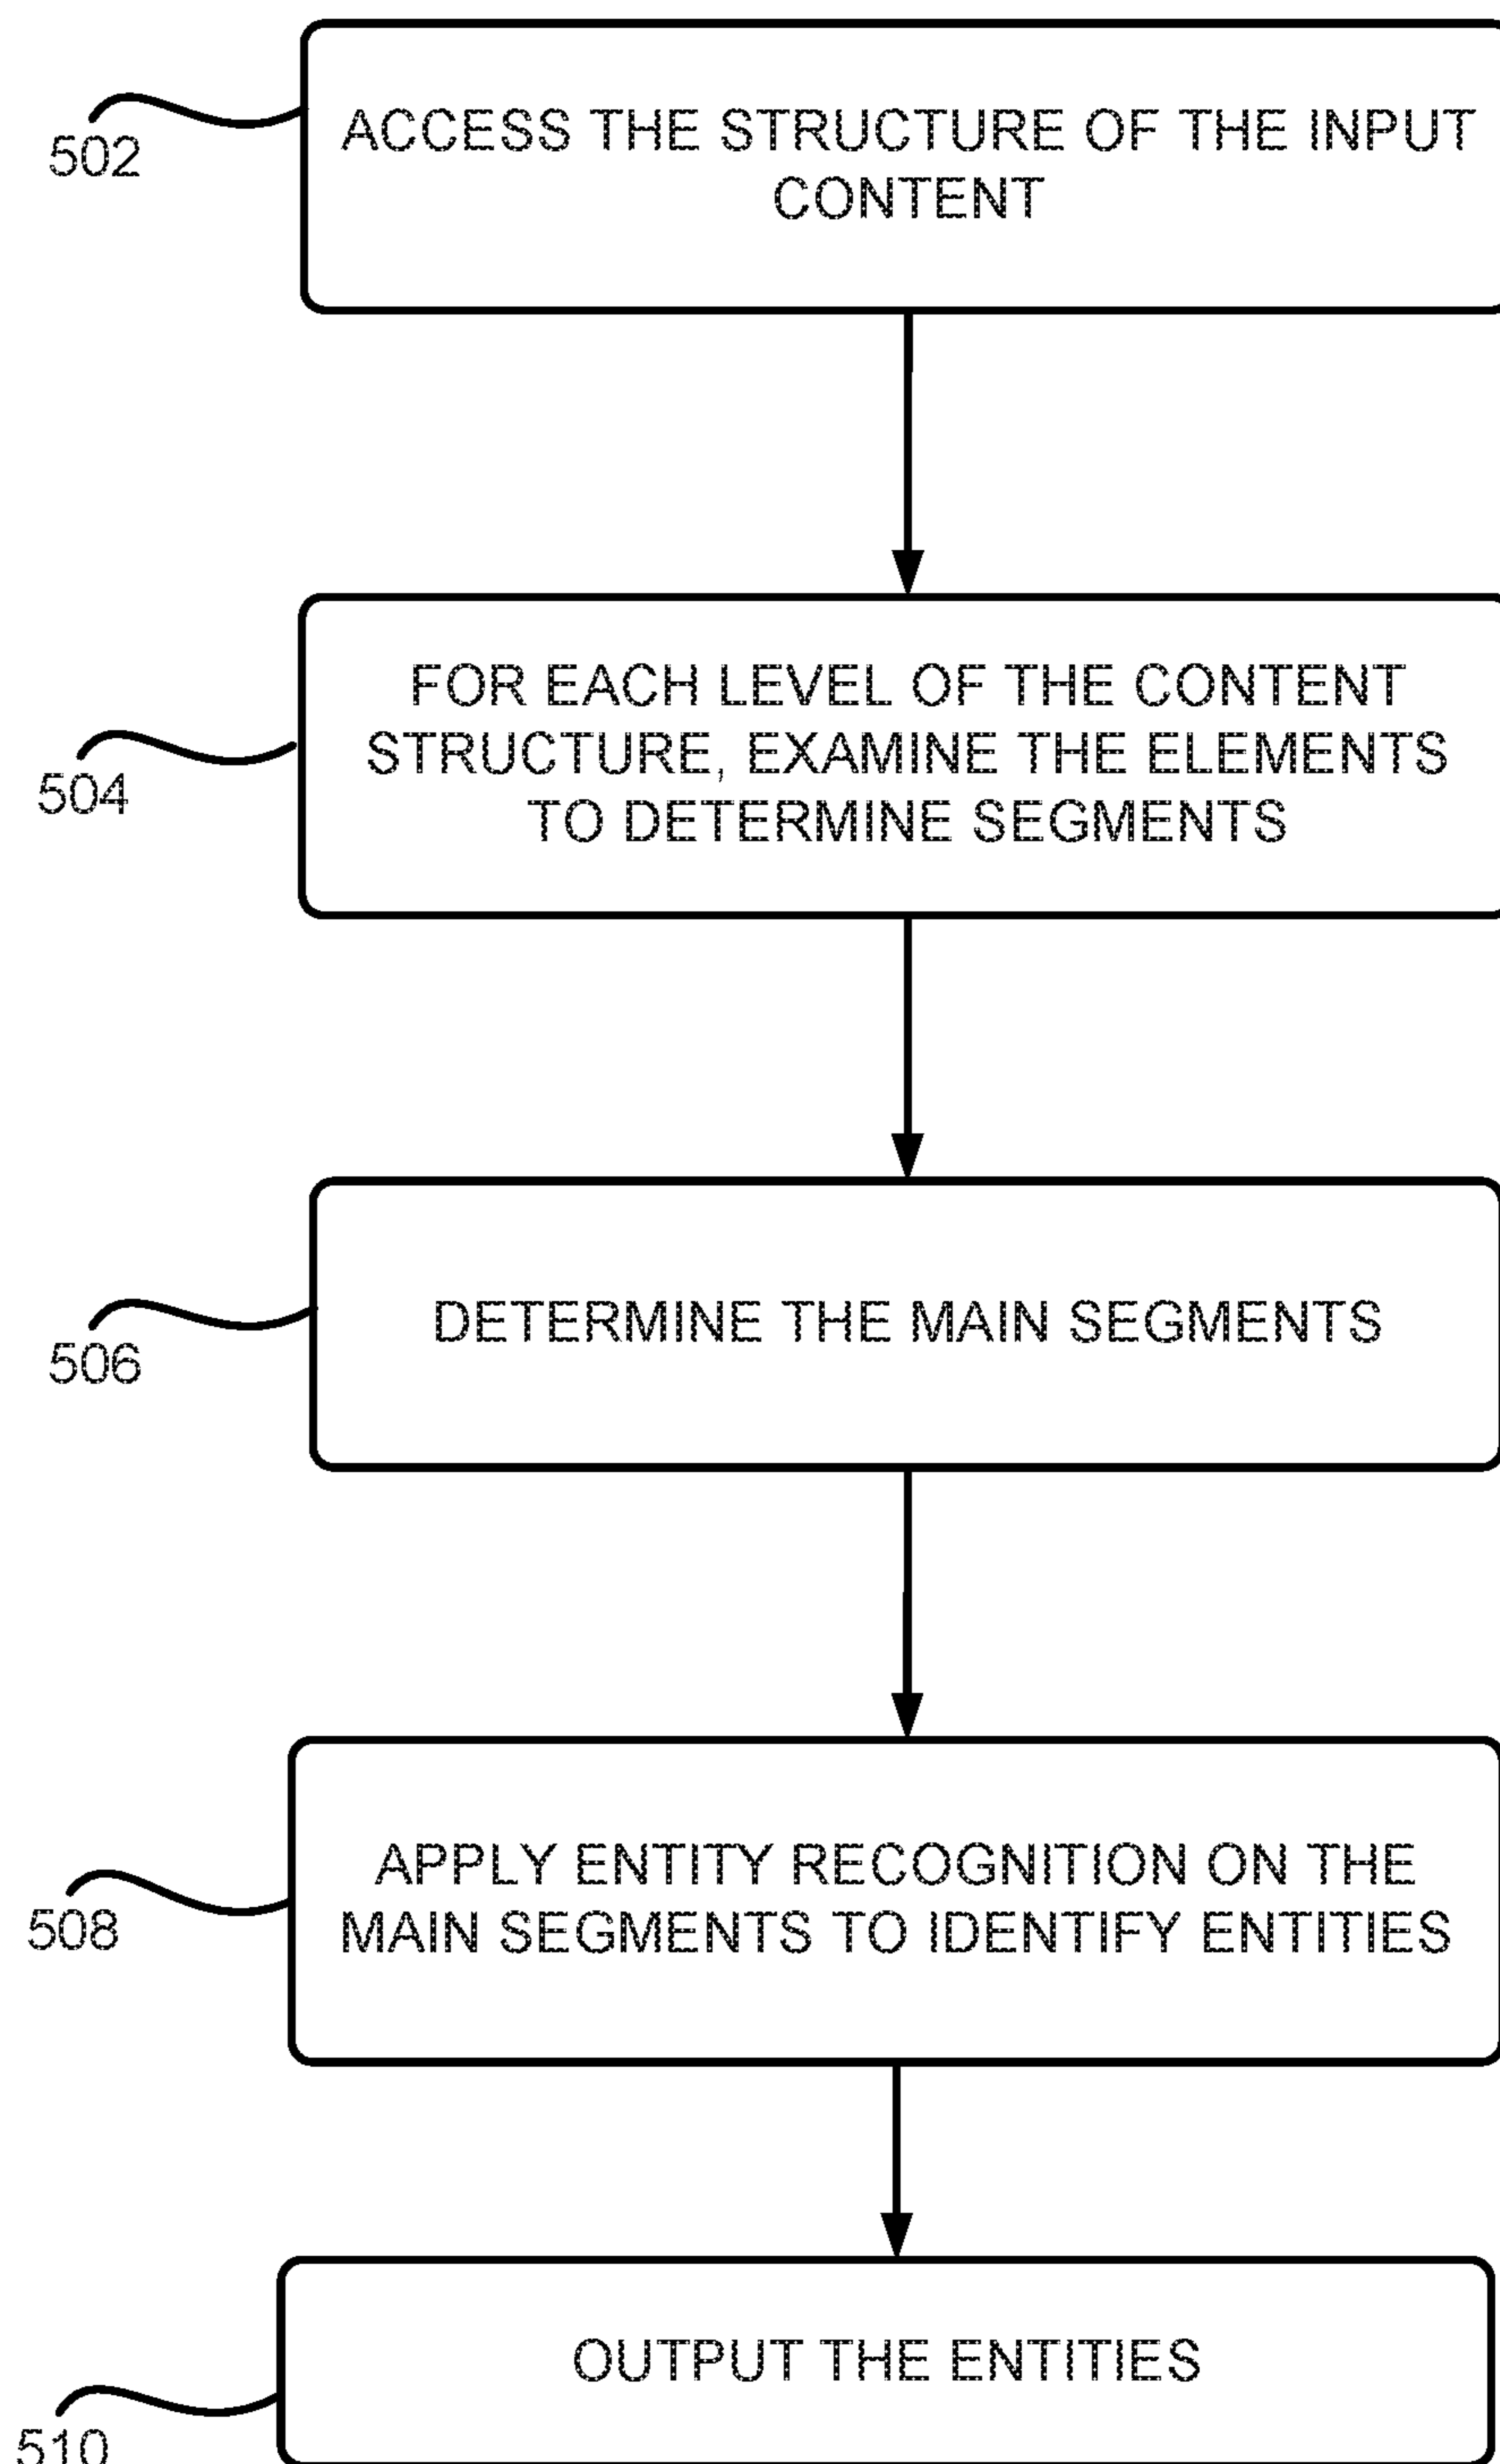 ACCESS THE STRUCTURE OF THE INPUT
CONTENT
502
FOR EACH LEVEL OF THE CONTENT
STRUCTURE, EXAMINE THE ELEMENTS
TO DETERMINE SEGMENTS
504
DETERMINE THE MAIN SEGMENTS
506
APPLY ENTITY RECOGNITION ON THE
MAIN SEGMENTS TO IDENTIFY ENTITIES
508
OUTPUT THE ENTITIES
510